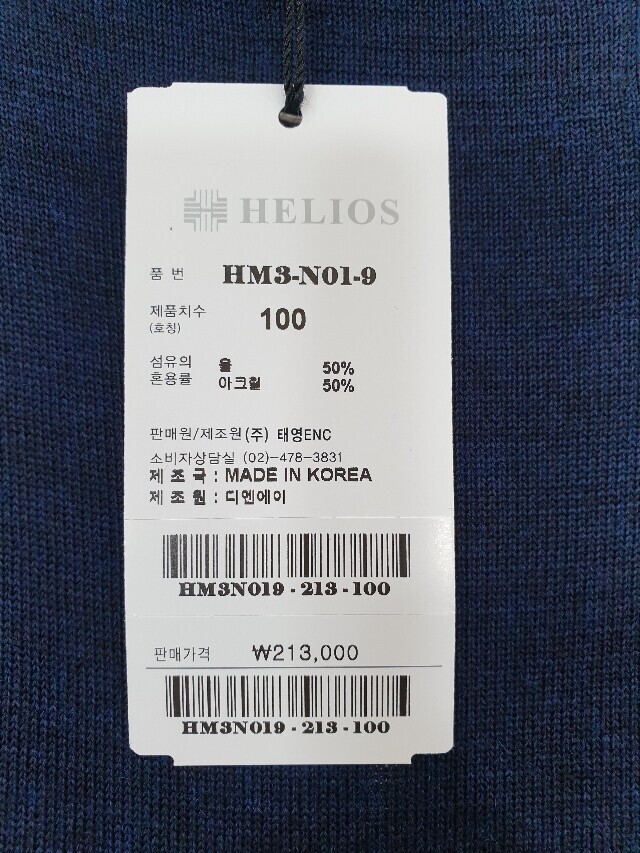 HELIOS
품 번 HM3-N01-9
제품치수 100
(호칭)
섬유의 울 50%
혼용률 아크릴 50%
판매원/제조원 (주) 태영ENC
소비자상담실 (02)-478-3831
제 조 국 : MADE IN KOREA
제 조 원 : 디엔에이
HM3N019 - 213 - 100
판매가격 ₩213,000
HM3N019 - 213 - 100